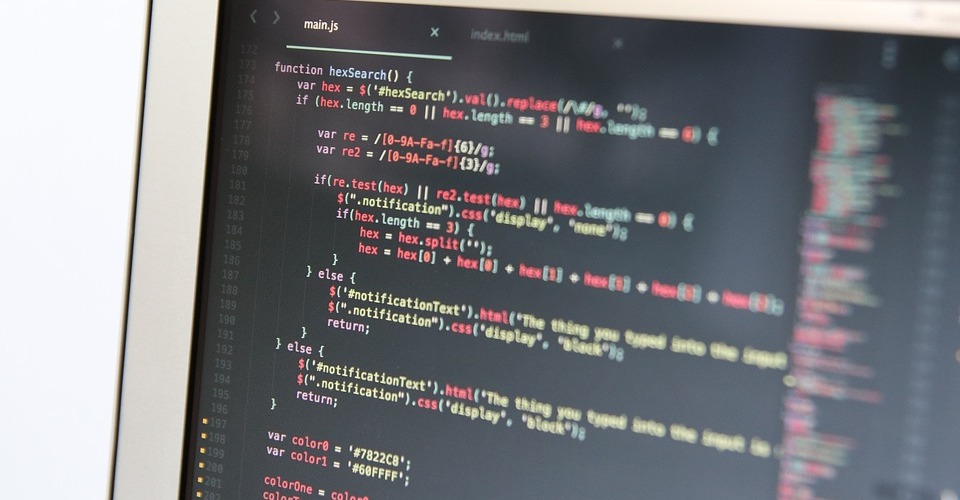 main.js index.html
172
173 function hexSearch() {
174 var hex = $('#hexSearch').val().replace(/\#/g, '');
175 if (hex.length == 0 || hex.length == 3 || hex.length == 6) {
176
177 var re = /[0-9A-Fa-f]{6}/g;
178 var re2 = /[0-9A-Fa-f]{3}/g;
179
180 if(re.test(hex) || re2.test(hex) || hex.length == 0) {
181 $(".notification").css("display", "none");
182 if(hex.length == 3) {
183 hex = hex.split("");
184 hex = hex[0] + hex[0] + hex[1] + hex[1] + hex[2] + hex[2];
185 }
186 } else {
187 $('#notificationText').html("The thing you typed into the input
188 $(".notification").css("display", "block");
189 return;
190 }
191 } else {
192 $('#notificationText').html("The thing you typed into the input is
193 $(".notification").css("display", "block");
194 return;
195 }
196
197 var color0 = '#7822C8';
198 var color1 = '#60FFFF';
199
200 colorOne = color0
201